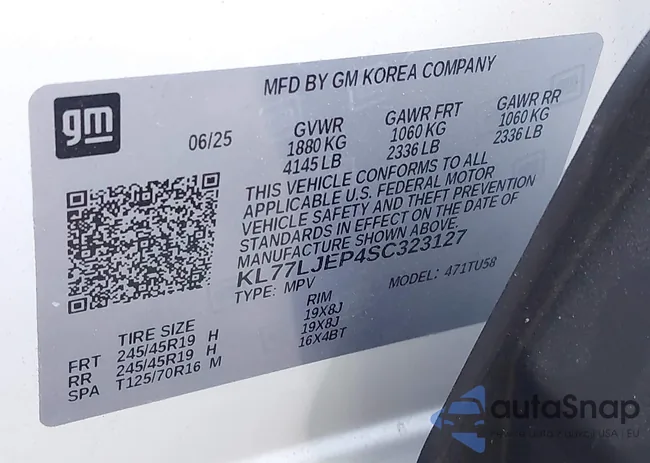 MFD BY GM KOREA COMPANY
gm
06/25
GVWR GAWR FRT GAWR RR
1880 KG 1060 KG 1060 KG
4145 LB 2336 LB 2336 LB
THIS VEHICLE CONFORMS TO ALL
APPLICABLE U.S. FEDERAL MOTOR
VEHICLE SAFETY AND THEFT PREVENTION
STANDARDS IN EFFECT ON THE DATE OF
MANUFACTURE SHOWN ABOVE.
KL77LJEP4SC323127
TYPE: MPV MODEL: 471TU58
TIRE SIZE RIM
FRT 245/45R19 H 19X8J
RR 245/45R19 H 19X8J
SPA T125/70R16 M 16X4BT
autaSnap
USA | EU